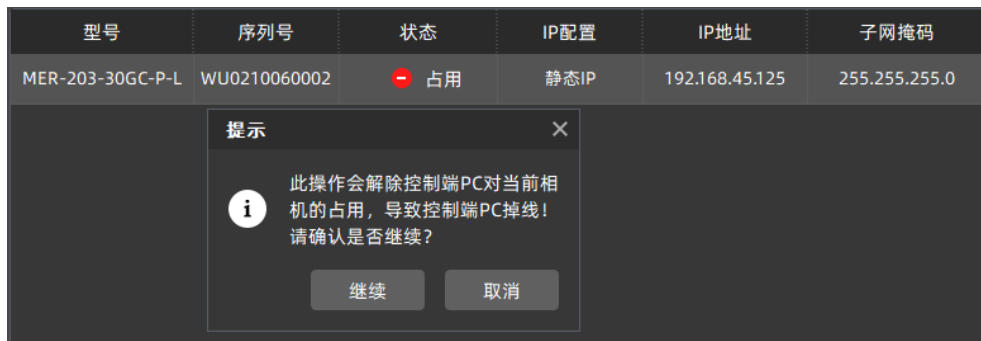 型号 序列号 状态 IP配置 IP地址 子网掩码
MER-203-30GC-P-L WU0210060002 占用 静态IP 192.168.45.125 255.255.255.0
提示
此操作会解除控制端PC对当前相
机的占用，导致控制端PC掉线！
请确认是否继续？
继续 取消